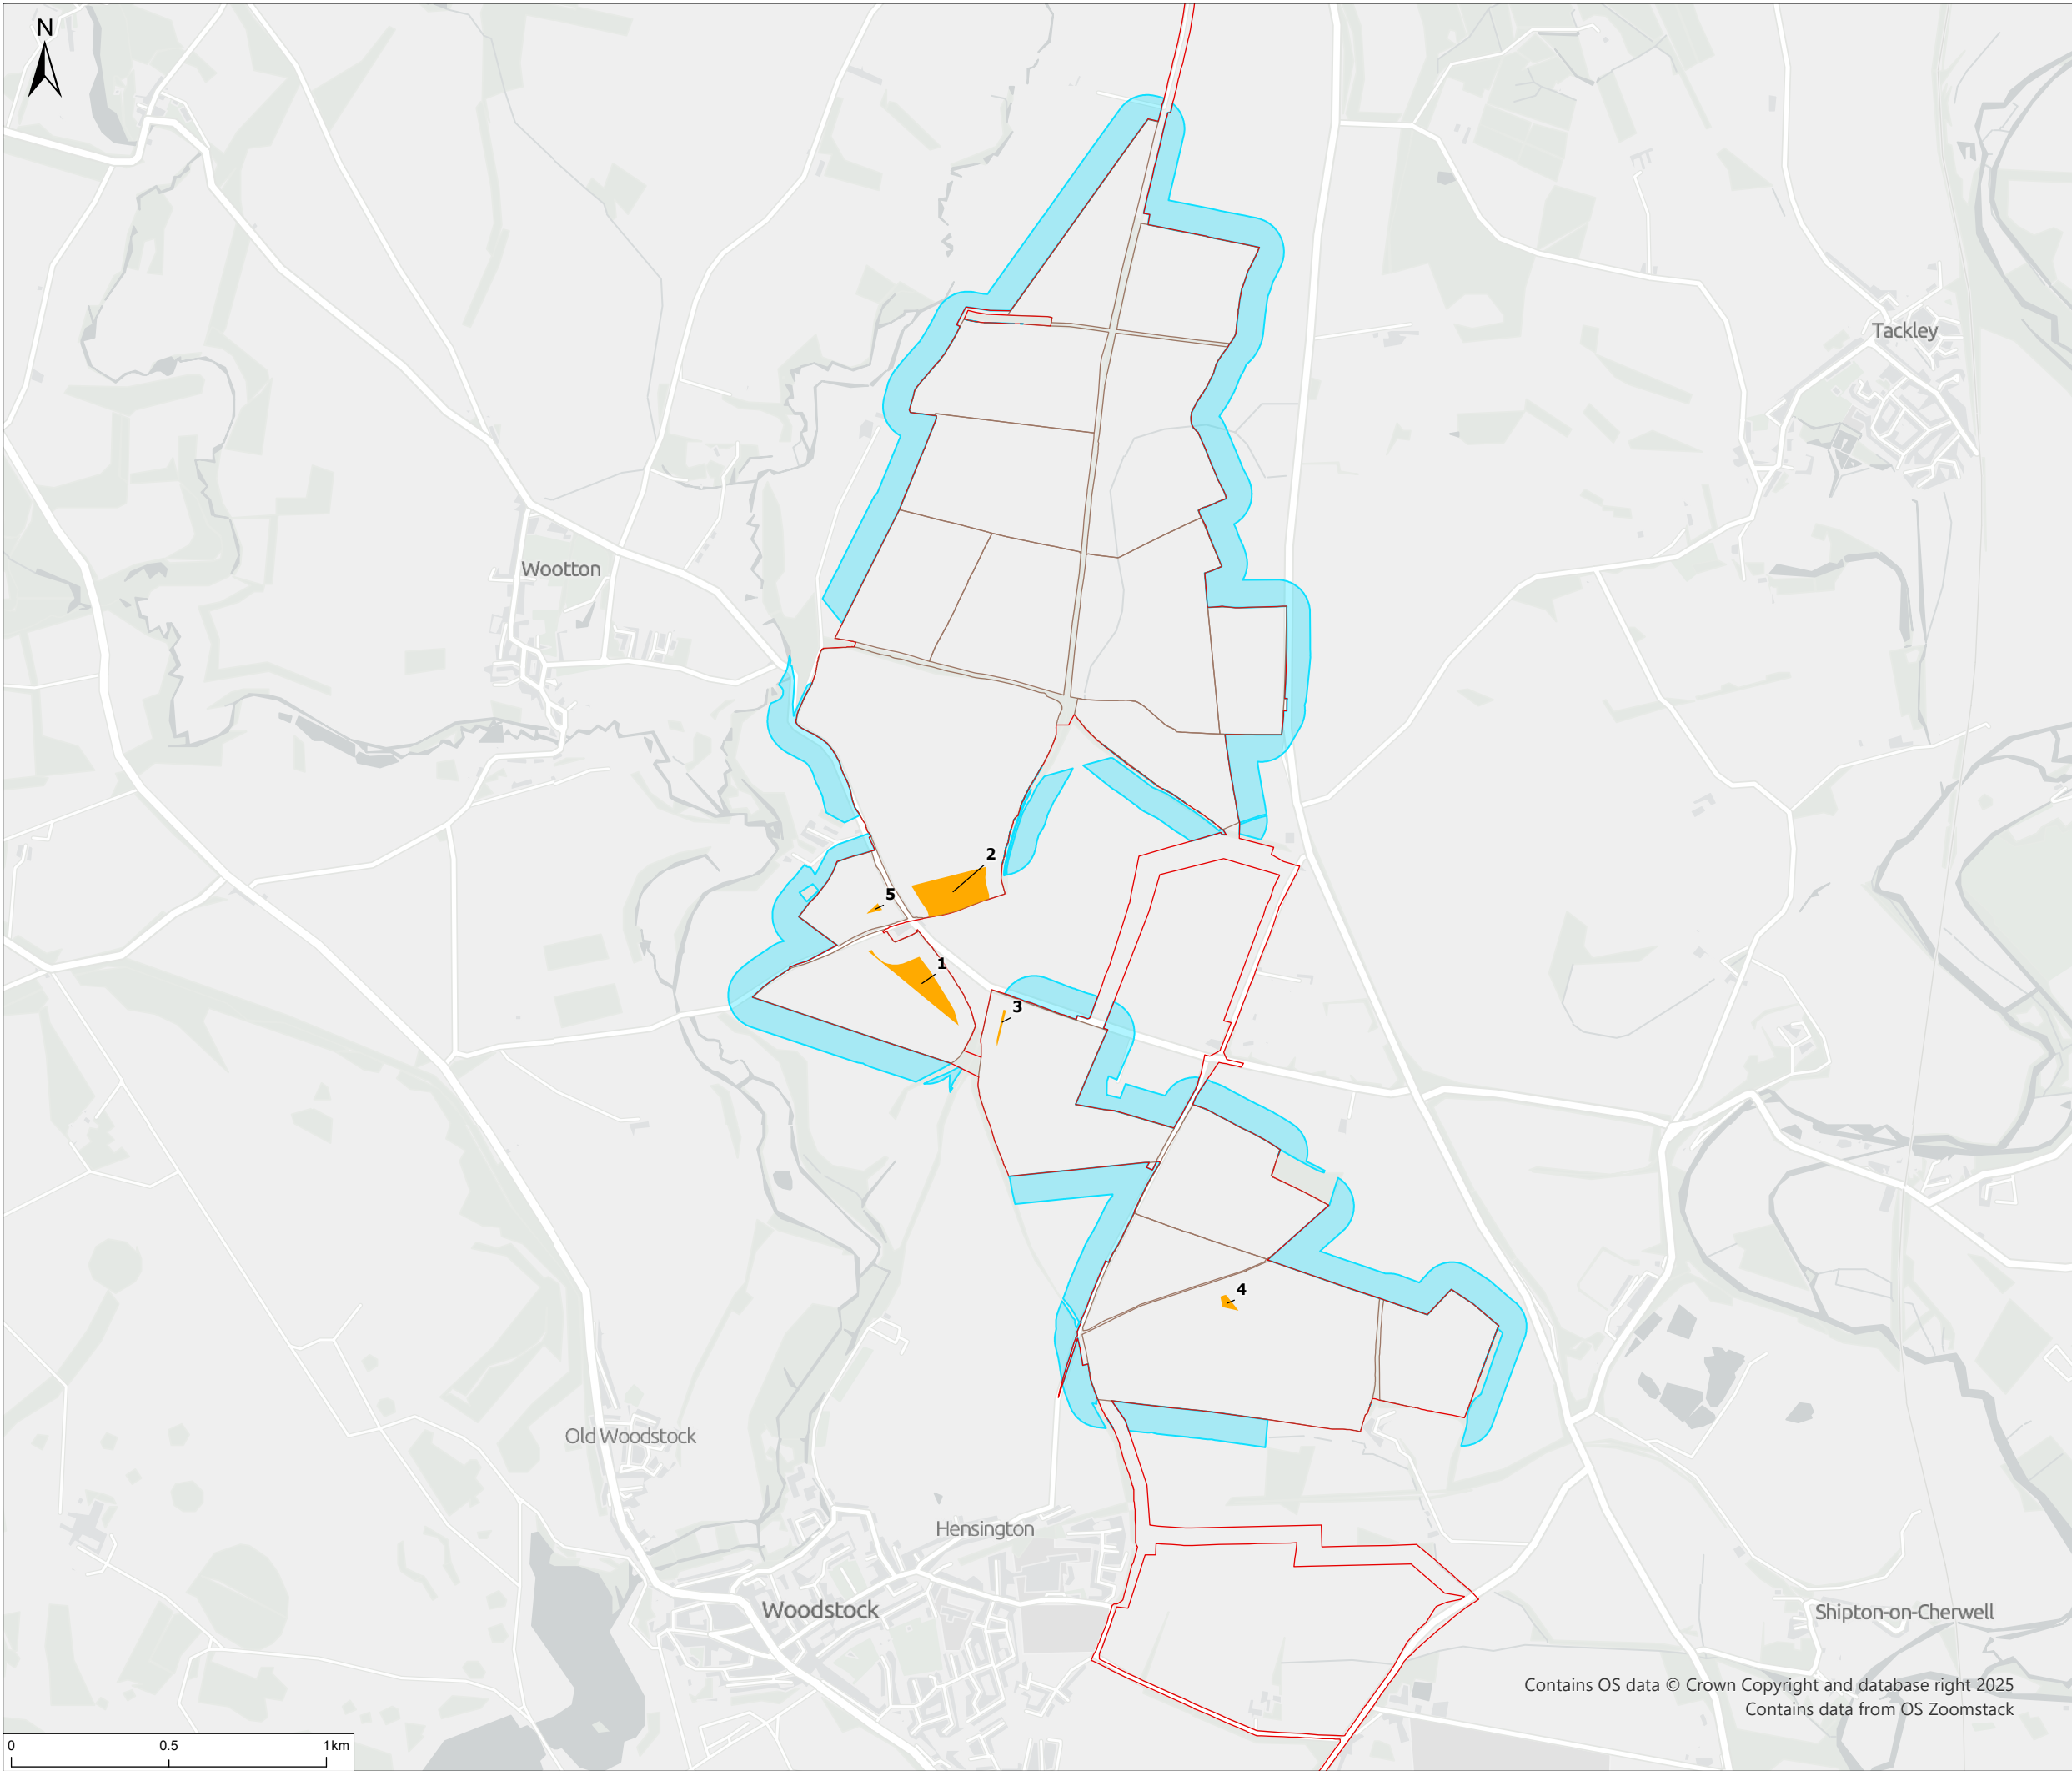 N
Tackley
Wootton
2
5
1
3
4
Old Woodstock
Hensington
Woodstock
Shipton-on-Cherwell
Contains OS data © Crown Copyright and database right 2025
Contains data from OS Zoomstack
0 0.5 1km